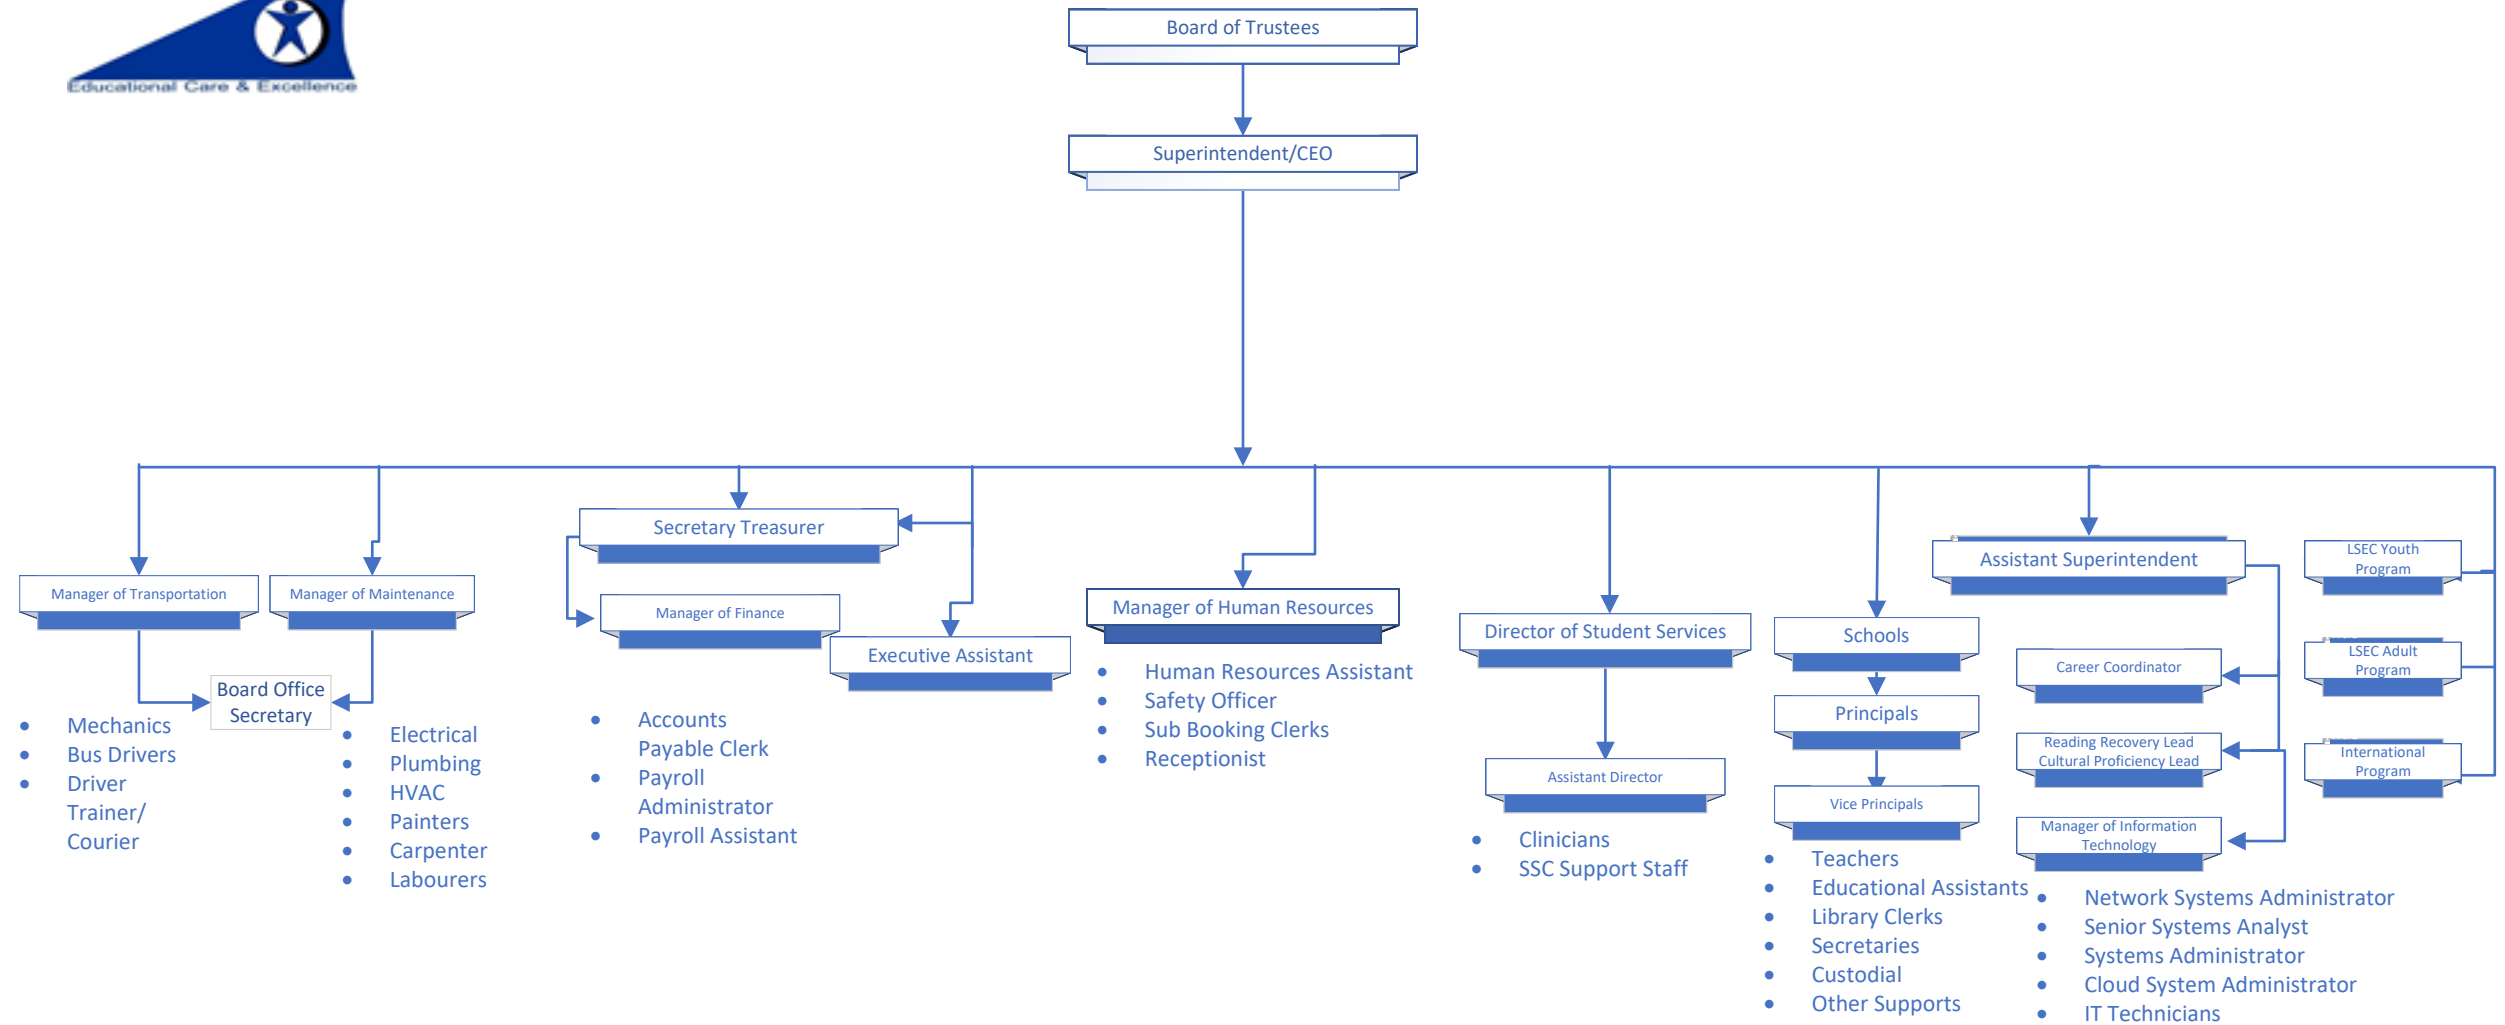 Educational Care & Excellence
Board of Trustees
Superintendent/CEO
Manager of Transportation
Manager of Maintenance
Board Office
Secretary
• Mechanics
• Bus Drivers
• Driver
Trainer/
Courier
• Electrical
• Plumbing
• HVAC
• Painters
• Carpenter
• Labourers
Secretary Treasurer
Manager of Finance
Executive Assistant
• Accounts
Payable Clerk
• Payroll
Administrator
• Payroll Assistant
Manager of Human Resources
• Human Resources Assistant
• Safety Officer
• Sub Booking Clerks
• Receptionist
Director of Student Services
Assistant Director
• Clinicians
• SSC Support Staff
Schools
Principals
Vice Principals
• Teachers
• Educational Assistants
• Library Clerks
• Secretaries
• Custodial
• Other Supports
Assistant Superintendent
Career Coordinator
Reading Recovery Lead
Cultural Proficiency Lead
Manager of Information
Technology
• Network Systems Administrator
• Senior Systems Analyst
• Systems Administrator
• Cloud System Administrator
• IT Technicians
LSEC Youth
Program
LSEC Adult
Program
International
Program